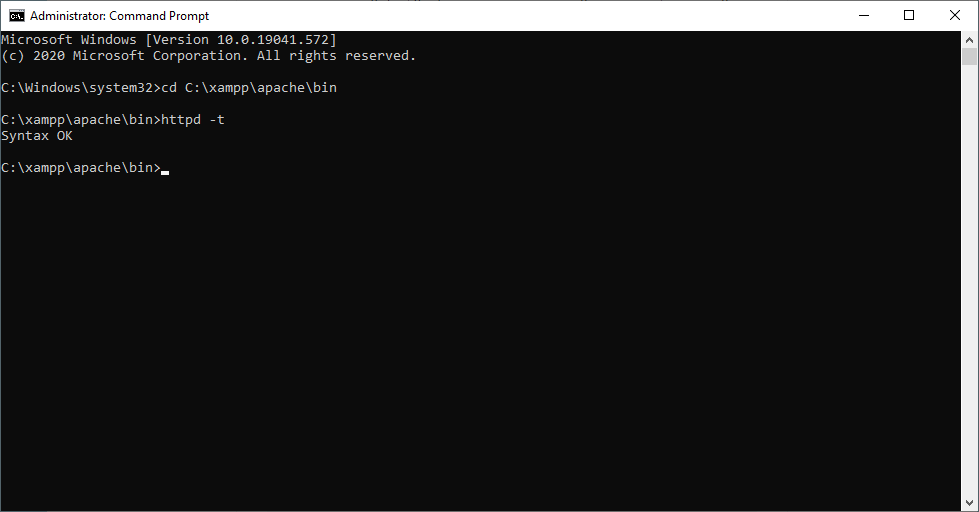 Administrator: Command Prompt
Microsoft Windows [Version 10.0.19041.572]
(c) 2020 Microsoft Corporation. All rights reserved.
C:\Windows\system32>cd C:\xampp\apache\bin
C:\xampp\apache\bin>httpd -t
Syntax OK
C:\xampp\apache\bin>